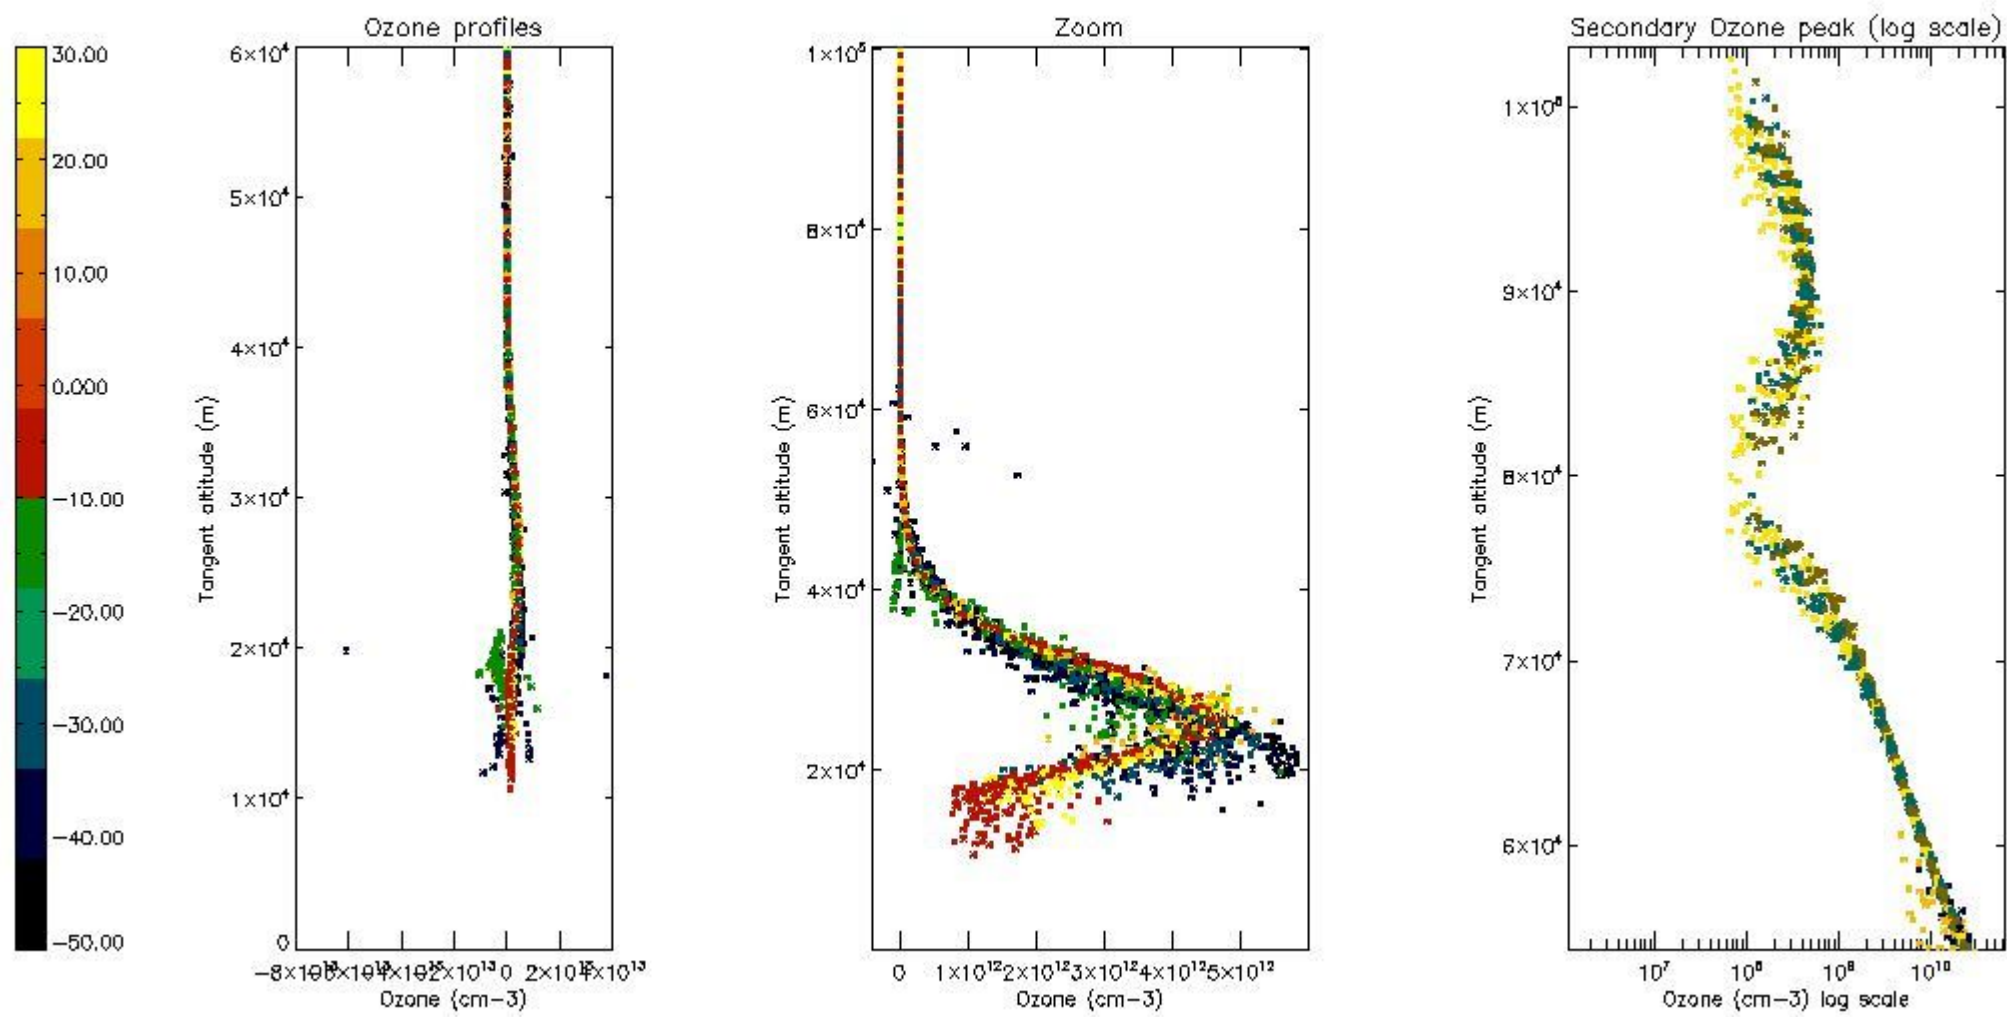 Ozone profiles
Zoom
Secondary Ozone peak (log scale)
30.00
20.00
10.00
0.000
−10.00
−20.00
−30.00
−40.00
−50.00
6×10⁴
5×10⁴
4×10⁴
3×10⁴
2×10⁴
1×10⁴
0
Tangent altitude (m)
0
Ozone (cm−3)
1×10⁵
8×10⁴
6×10⁴
4×10⁴
2×10⁴
Tangent altitude (m)
0 1×10¹² 2×10¹² 3×10¹² 4×10¹² 5×10¹²
Ozone (cm−3)
1×10⁵
9×10⁴
8×10⁴
7×10⁴
6×10⁴
Tangent altitude (m)
10⁷ 10⁸ 10⁹ 10¹⁰
Ozone (cm−3) log scale